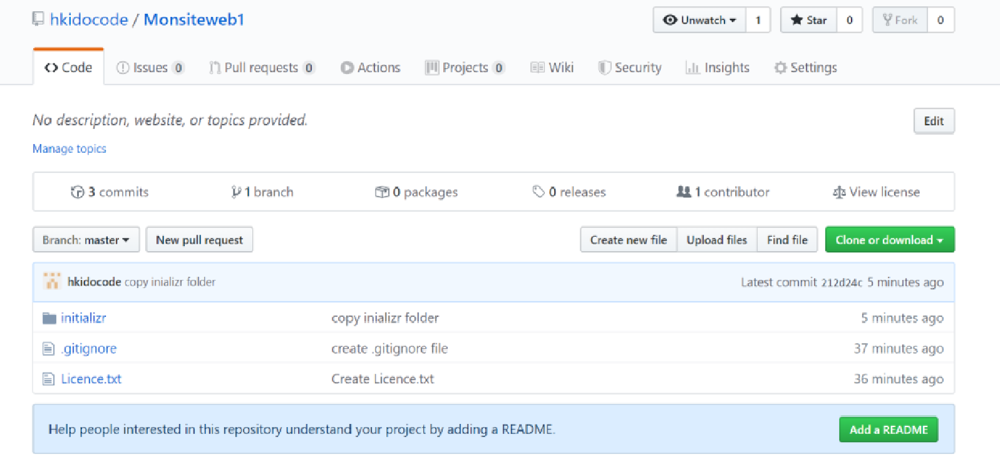 hkidocode / Monsiteweb1 Unwatch 1 Star 0 Fork 0
Code Issues 0 Pull requests 0 Actions Projects 0 Wiki Security Insights Settings
No description, website, or topics provided. Edit
Manage topics
3 commits 1 branch 0 packages 0 releases 1 contributor View license
Branch: master New pull request Create new file Upload files Find file Clone or download
hkidocode copy inializr folder Latest commit 212d24c 5 minutes ago
initializr copy inializr folder 5 minutes ago
.gitignore create .gitignore file 37 minutes ago
Licence.txt Create Licence.txt 36 minutes ago
Help people interested in this repository understand your project by adding a README. Add a README